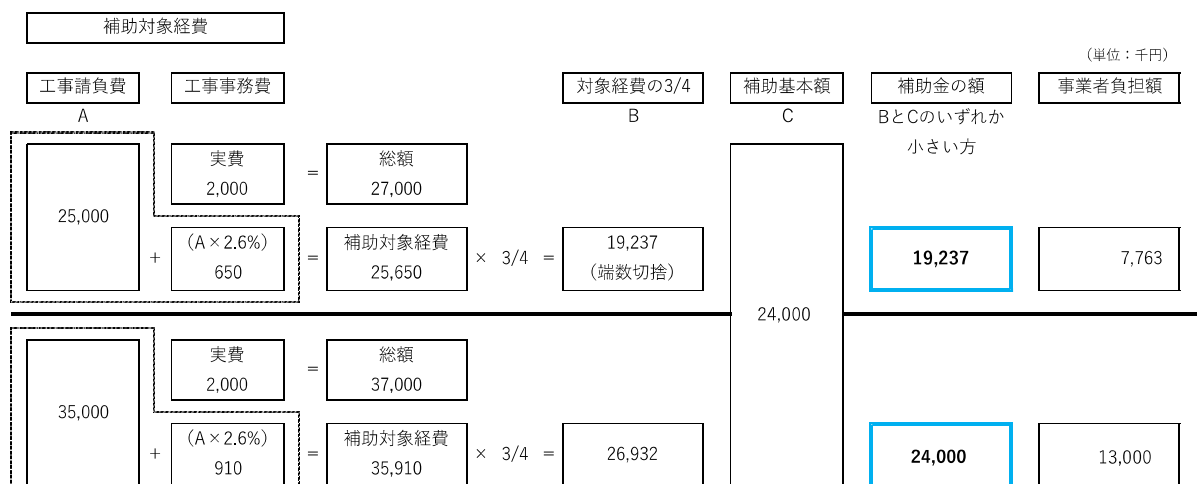 補助対象経費
（単位：千円）
工事請負費 工事事務費 対象経費の3/4 補助基本額 補助金の額 事業者負担額
A B C BとCのいずれか
小さい方
実費 総額
2,000 = 27,000
25,000
（A×2.6%） 補助対象経費 19,237
+ = × 3/4 = 19,237 7,763
650 25,650 （端数切捨）
24,000
実費 総額
2,000 = 37,000
35,000
（A×2.6%） 補助対象経費
+ = × 3/4 = 26,932 24,000 13,000
910 35,910